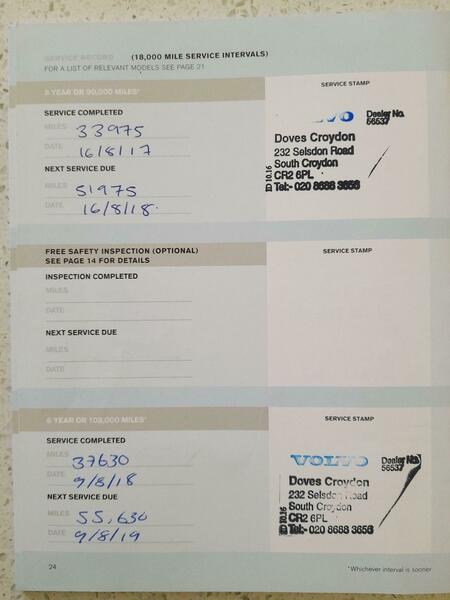 SERVICE RECORD (18,000 MILE SERVICE INTERVALS)
FOR A LIST OF RELEVANT MODELS SEE PAGE 21
5 YEAR OR 90,000 MILES*
SERVICE STAMP
SERVICE COMPLETED
MILES 33975
DATE 16/8/17
NEXT SERVICE DUE
MILES 51975
DATE 16/8/18.
Dealer No.
56537
Doves Croydon
232 Selsdon Road
South Croydon
CR2 6PL
Tel:- 020 8688 3656
ID 10.16
FREE SAFETY INSPECTION (OPTIONAL)
SEE PAGE 14 FOR DETAILS
SERVICE STAMP
INSPECTION COMPLETED
MILES
DATE
NEXT SERVICE DUE
MILES
DATE
6 YEAR OR 108,000 MILES*
SERVICE STAMP
SERVICE COMPLETED
MILES 37630
DATE 9/8/18
NEXT SERVICE DUE
MILES 55,630
DATE 9/8/19
VOLVO Dealer No.
56537
Doves Croydon
232 Road
South Croydon
CR2 6PL
Tel:- 020 8688 3656
ID 10.16
24
*Whichever interval is sooner